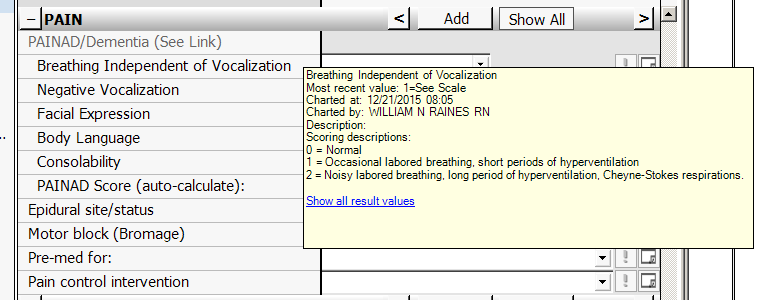 PAIN
<
Add
Show All
>
PAINAD/Dementia (See Link)
Breathing Independent of Vocalization
Negative Vocalization
Facial Expression
Body Language
Consolability
PAINAD Score (auto-calculate):
Epidural site/status
Motor block (Bromage)
Pre-med for:
Pain control intervention
Breathing Independent of Vocalization
Most recent value: 1=See Scale
Charted at: 12/21/2015 08:05
Charted by: WILLIAM N RAINES RN
Description:
Scoring descriptions:
0 = Normal
1 = Occasional labored breathing, short periods of hyperventilation
2 = Noisy labored breathing, long period of hyperventilation, Cheyne-Stokes respirations.
Show all result values